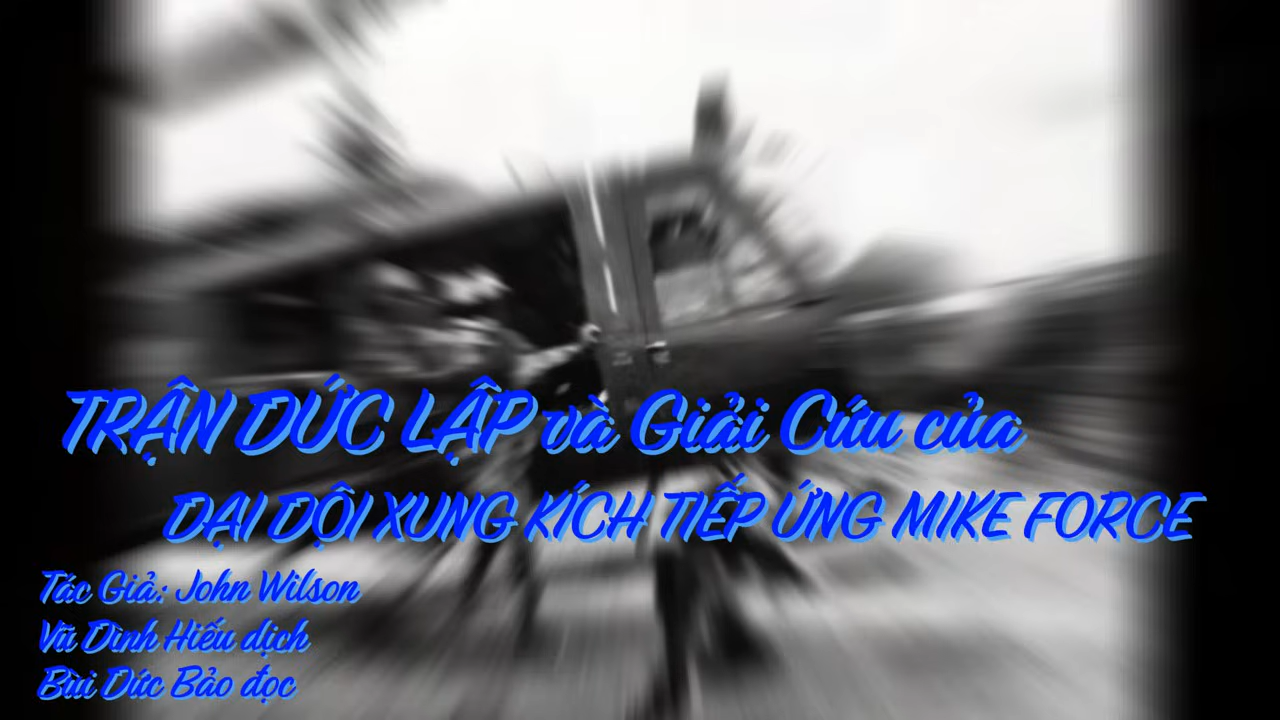 TRẬN ĐỨC LẬP và Giải Cứu của
ĐẠI ĐỘI XUNG KÍCH TIẾP ỨNG MIKE FORCE
Tác Giả: John Wilson
Vũ Đình Hiếu dịch
Bùi Đức Bảo đọc